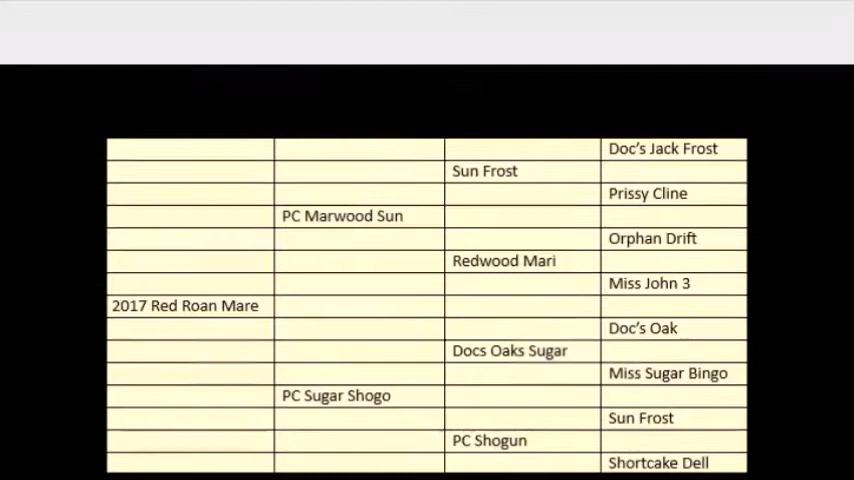 Doc's Jack Frost
Sun Frost
Prissy Cline
PC Marwood Sun
Orphan Drift
Redwood Mari
Miss John 3
2017 Red Roan Mare
Doc's Oak
Docs Oaks Sugar
Miss Sugar Bingo
PC Sugar Shogo
Sun Frost
PC Shogun
Shortcake Dell